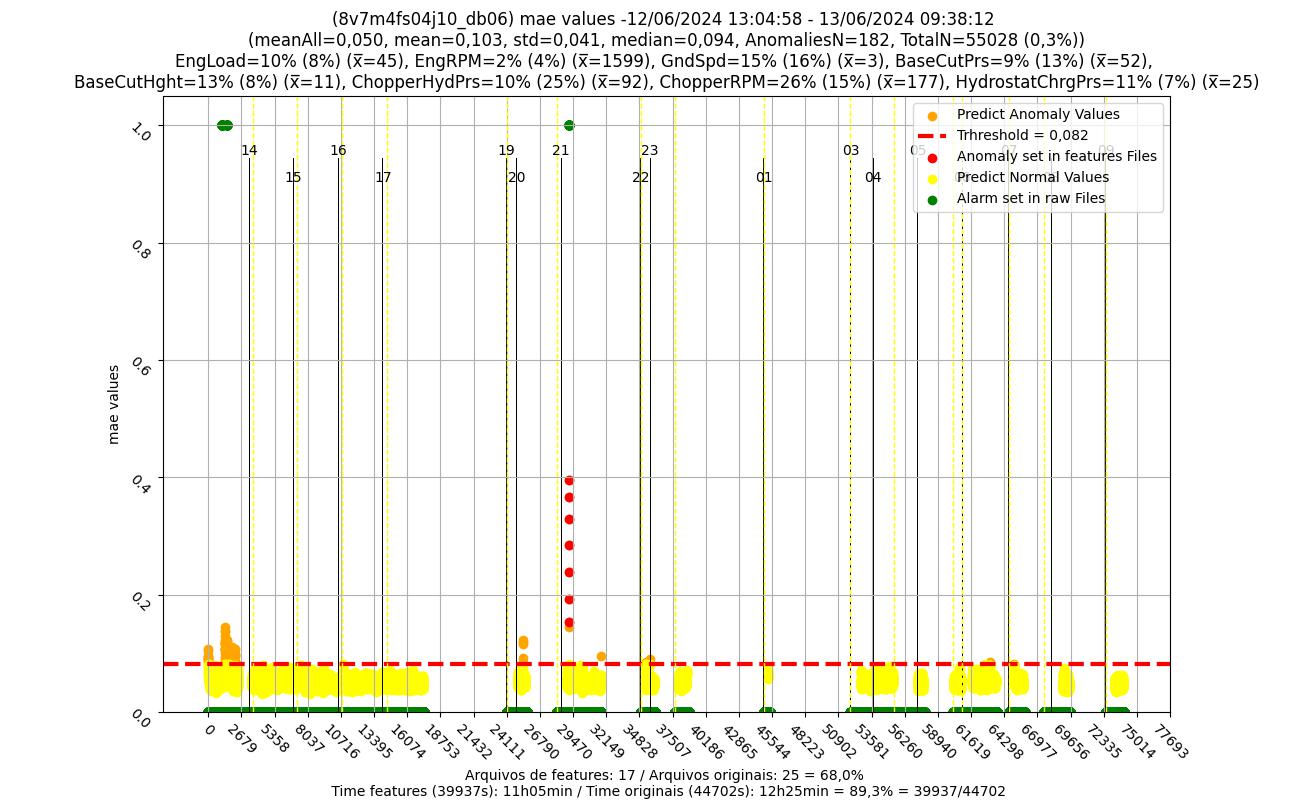 (8v7m4fs04j10_db06) mae values -12/06/2024 13:04:58 - 13/06/2024 09:38:12
(meanAll=0,050, mean=0,103, std=0,041, median=0,094, AnomaliesN=182, TotalN=55028 (0,3%))
EngLoad=10% (8%) (x̅=45), EngRPM=2% (4%) (x̅=1599), GndSpd=15% (16%) (x̅=3), BaseCutPrs=9% (13%) (x̅=52),
BaseCutHght=13% (8%) (x̅=11), ChopperHydPrs=10% (25%) (x̅=92), ChopperRPM=26% (15%) (x̅=177), HydrostatChrgPrs=11% (7%) (x̅=25)
Predict Anomaly Values
Trhreshold = 0,082
Anomaly set in features Files
Predict Normal Values
Alarm set in raw Files
14 16 19 21 23 03 05 07 09
15 17 20 22 01 04
1.0
0.8
0.6
0.4
0.2
0.0
mae values
0 2679 5358 8037 10716 13395 16074 18753 21432 24111 26790 29470 32149 34828 37507 40186 42865 45544 48223 50902 53581 56260 58940 61619 64298 66977 69656 72335 75014 77693
Arquivos de features: 17 / Arquivos originais: 25 = 68,0%
Time features (39937s): 11h05min / Time originais (44702s): 12h25min = 89,3% = 39937/44702